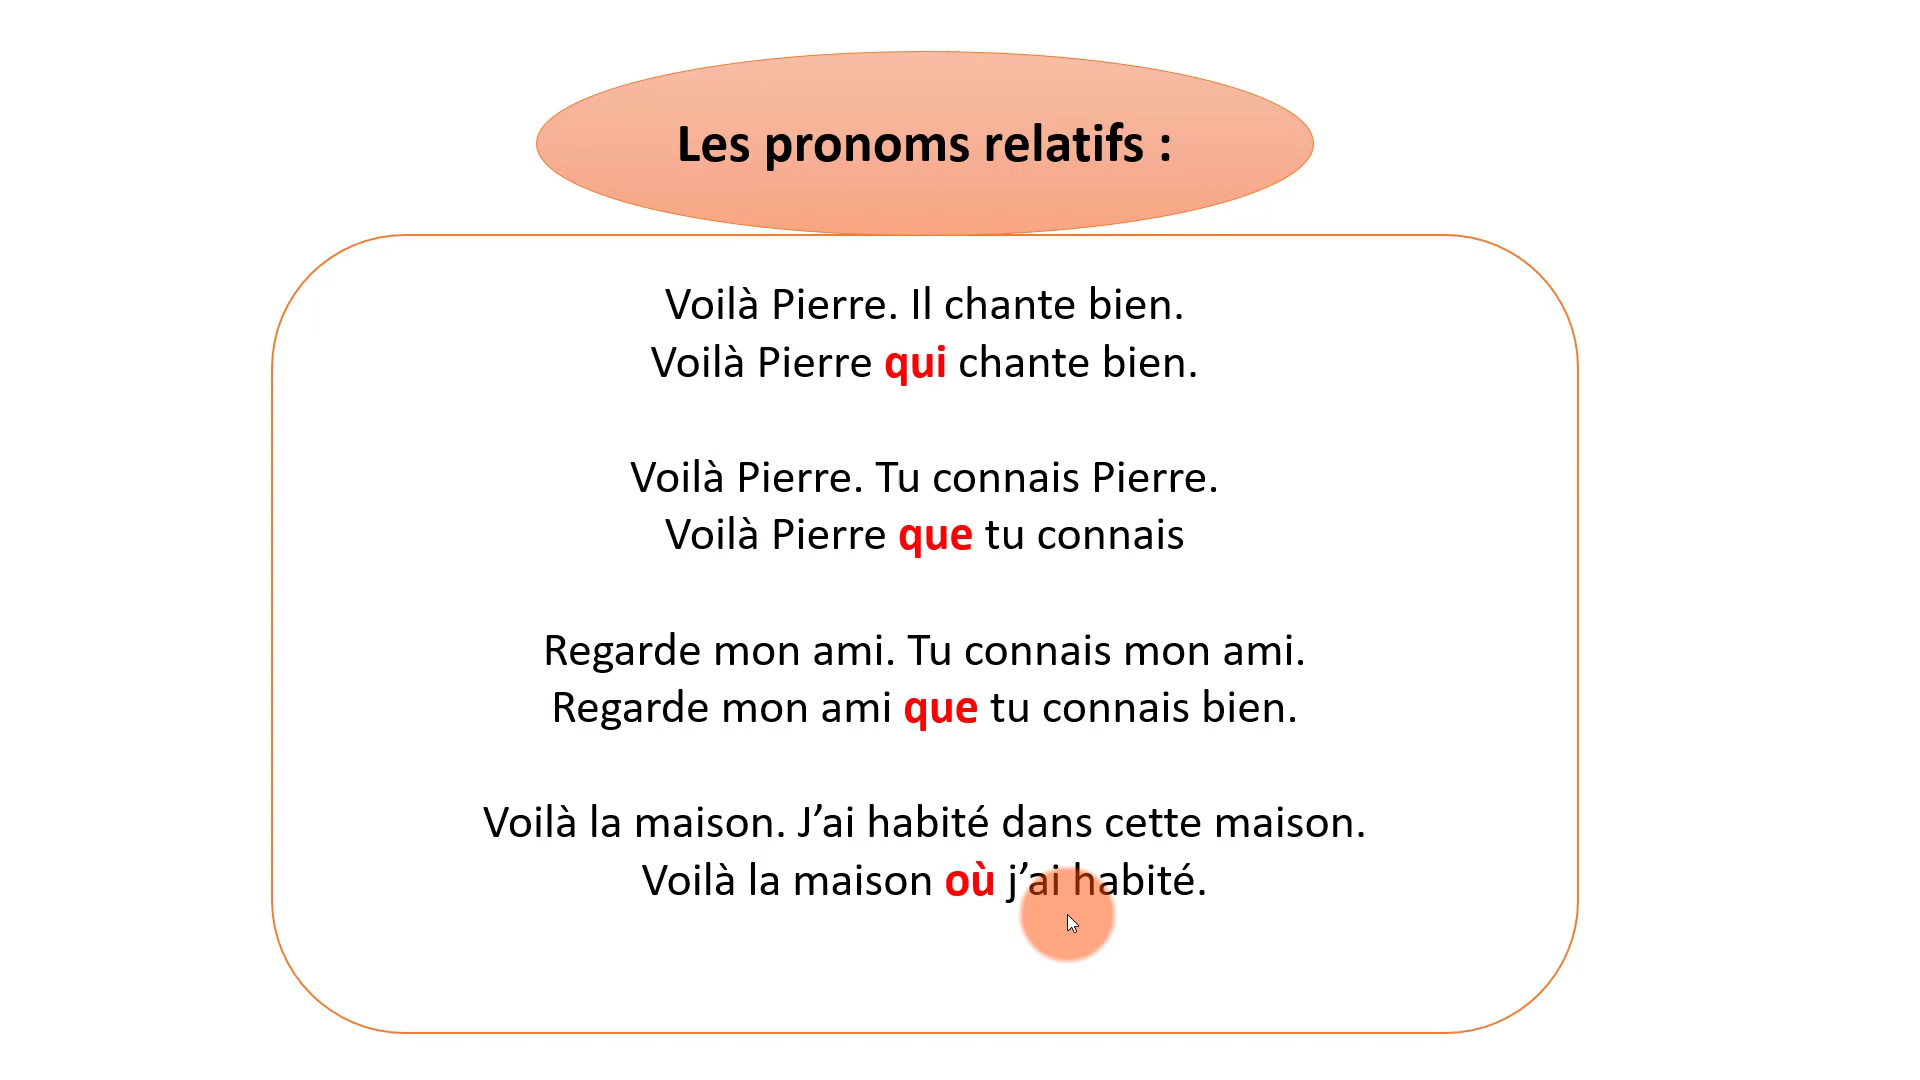 Les pronoms relatifs :
Voilà Pierre. Il chante bien.
Voilà Pierre qui chante bien.
Voilà Pierre. Tu connais Pierre.
Voilà Pierre que tu connais
Regarde mon ami. Tu connais mon ami.
Regarde mon ami que tu connais bien.
Voilà la maison. J’ai habité dans cette maison.
Voilà la maison où j’ai habité.